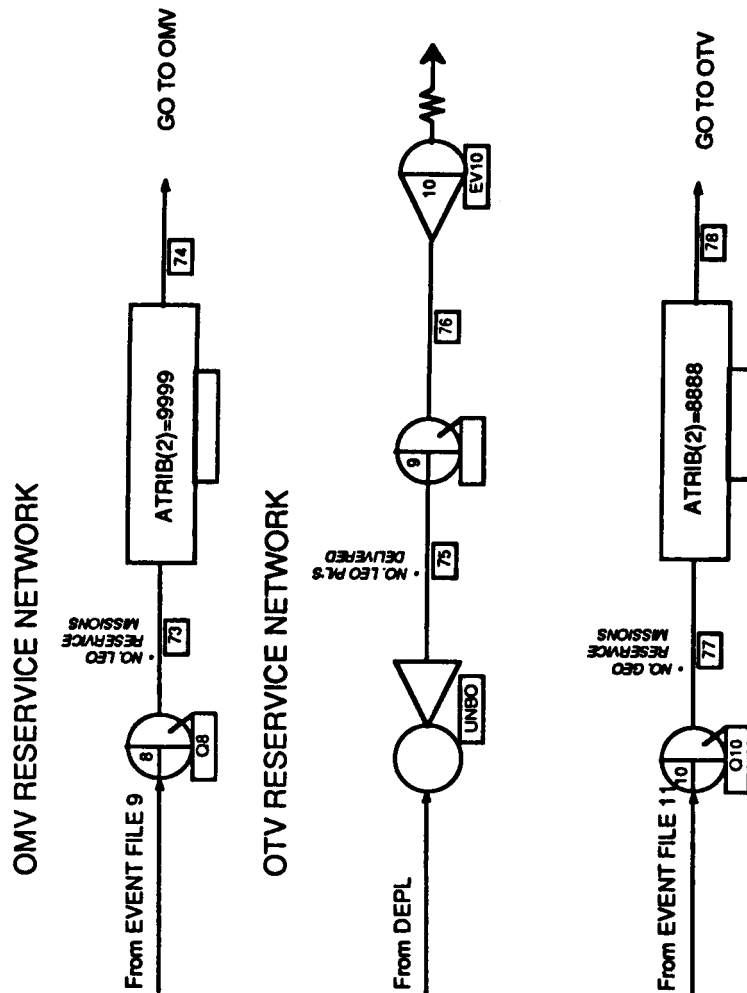 OMV RESERVICE NETWORK
From EVENT FILE 9
8
Q8
• NO. LEO
RESERVICE
MISSIONS
73
ATRIB(2)=9999
74
GO TO OMV
OTV RESERVICE NETWORK
From DEPL
UNBO
• NO. LEO P/L'S
DELIVERED
75
9
76
10
EV10
From EVENT FILE 11
10
Q10
• NO. GEO
RESERVICE
MISSIONS
77
ATRIB(2)=8888
78
GO TO OTV